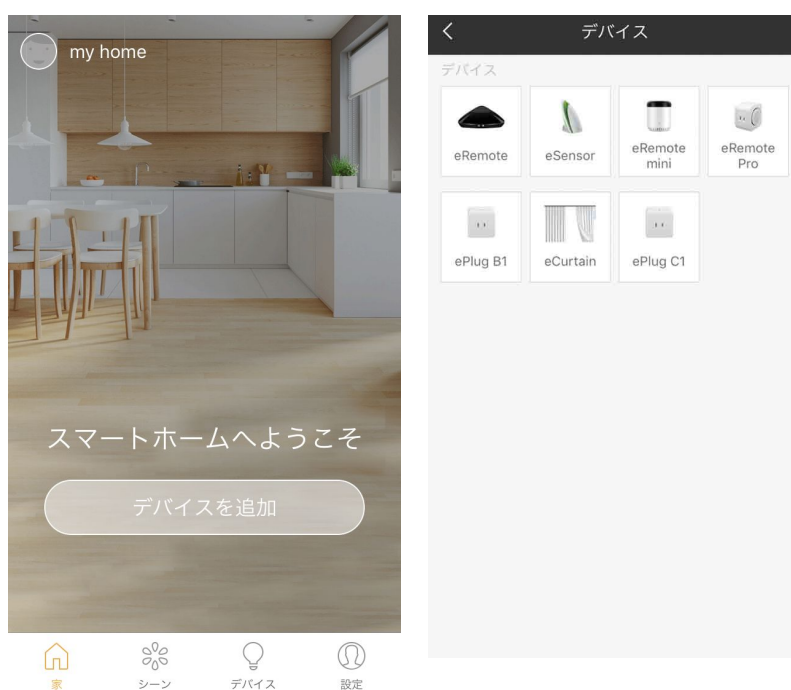 my home
スマートホームへようこそ
デバイスを追加
家
シーン
デバイス
設定
デバイス
デバイス
eRemote
eSensor
eRemote
mini
eRemote
Pro
ePlug B1
eCurtain
ePlug C1